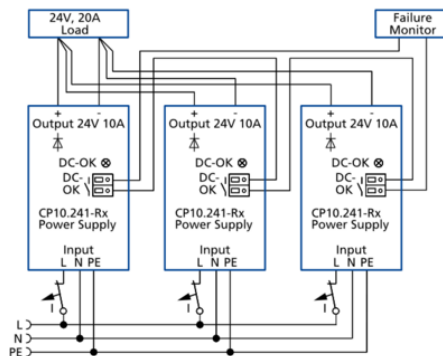 24V, 20A
Load
Failure
Monitor
+ -
Output 24V 10A
DC-OK
DC-
OK
CP10.241-Rx
Power Supply
Input
L N PE
I
+ -
Output 24V 10A
DC-OK
DC-
OK
CP10.241-Rx
Power Supply
Input
L N PE
I
+ -
Output 24V 10A
DC-OK
DC-
OK
CP10.241-Rx
Power Supply
Input
L N PE
I
L
N
PE